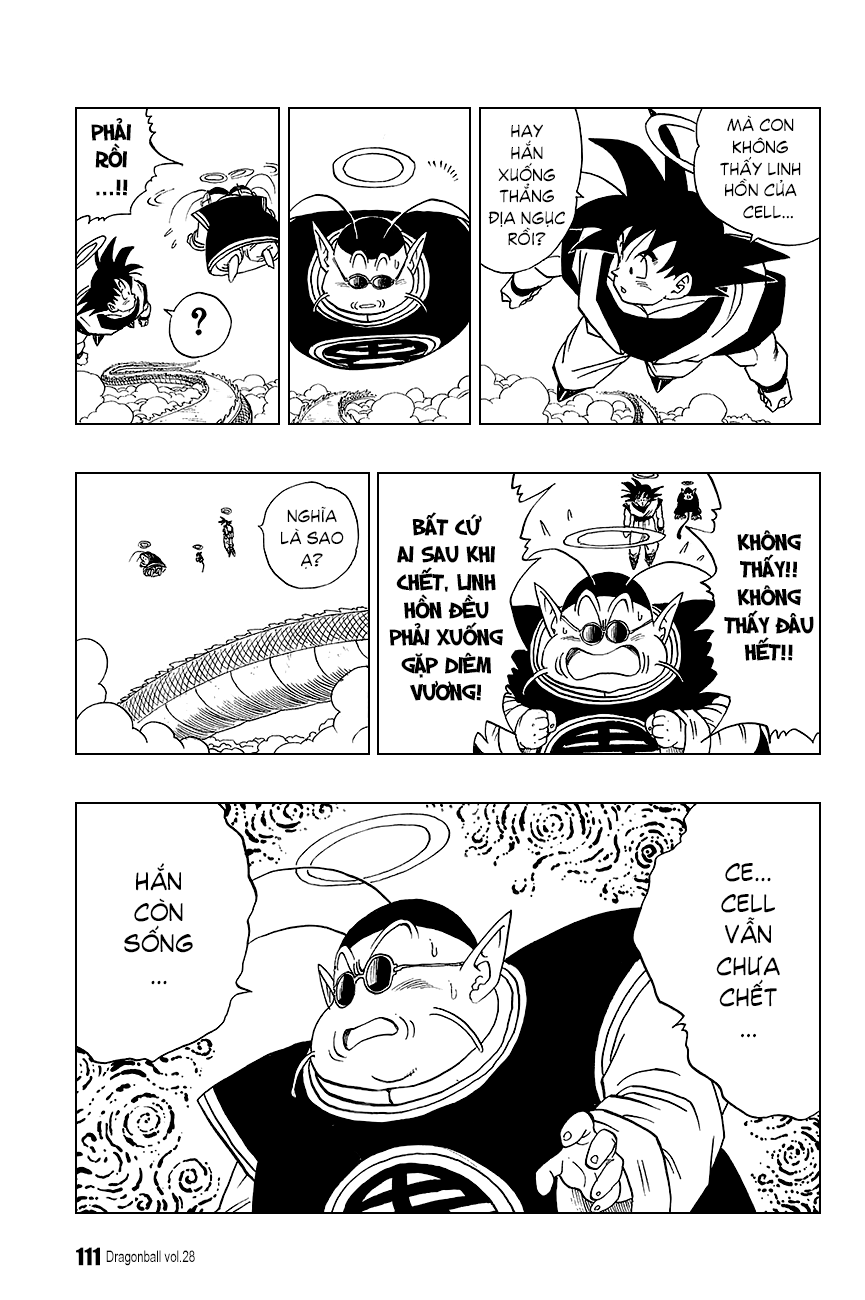 MÀ CON
KHÔNG
THẤY LINH
HỒN CỦA
CELL...
HAY
HẮN
XUỐNG
THẲNG
ĐỊA NGỤC
RỒI?
PHẢI
RỒI
...!!
?
KHÔNG
THẤY!!
KHÔNG
THẤY ĐÂU
HẾT!!
BẤT CỨ
AI SAU KHI
CHẾT, LINH
HỒN ĐỀU
PHẢI XUỐNG
GẶP DIÊM
VƯƠNG!
NGHĨA
LÀ SAO
Ạ?
CE...
CELL
VẪN
CHƯA
CHẾT
...
HẮN
CÒN
SỐNG
...
111 Dragonball vol.28